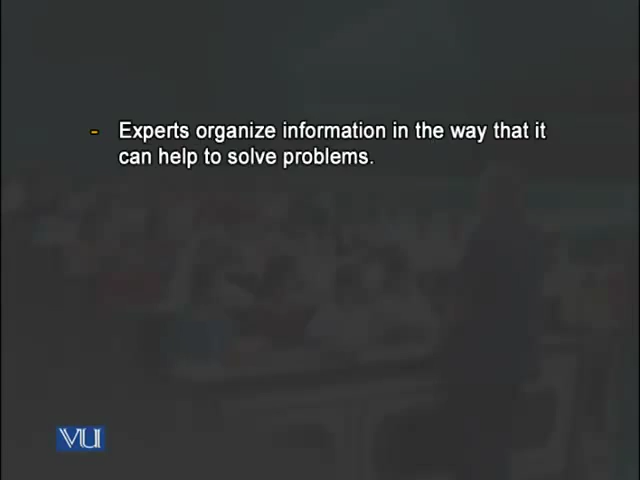 - Experts organize information in the way that it
can help to solve problems.
VU